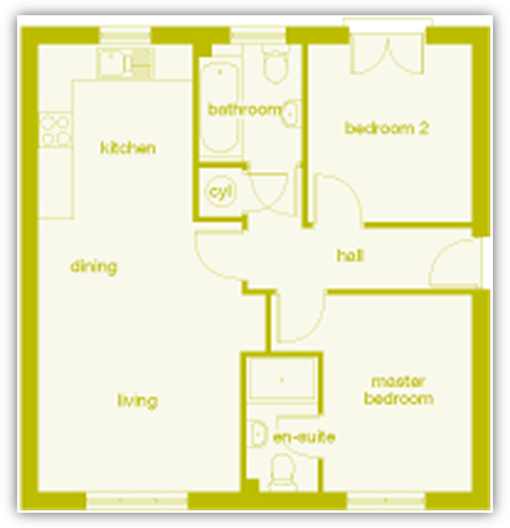 bathroom
bedroom 2
kitchen
cyl
hall
dining
master
bedroom
living
en-suite